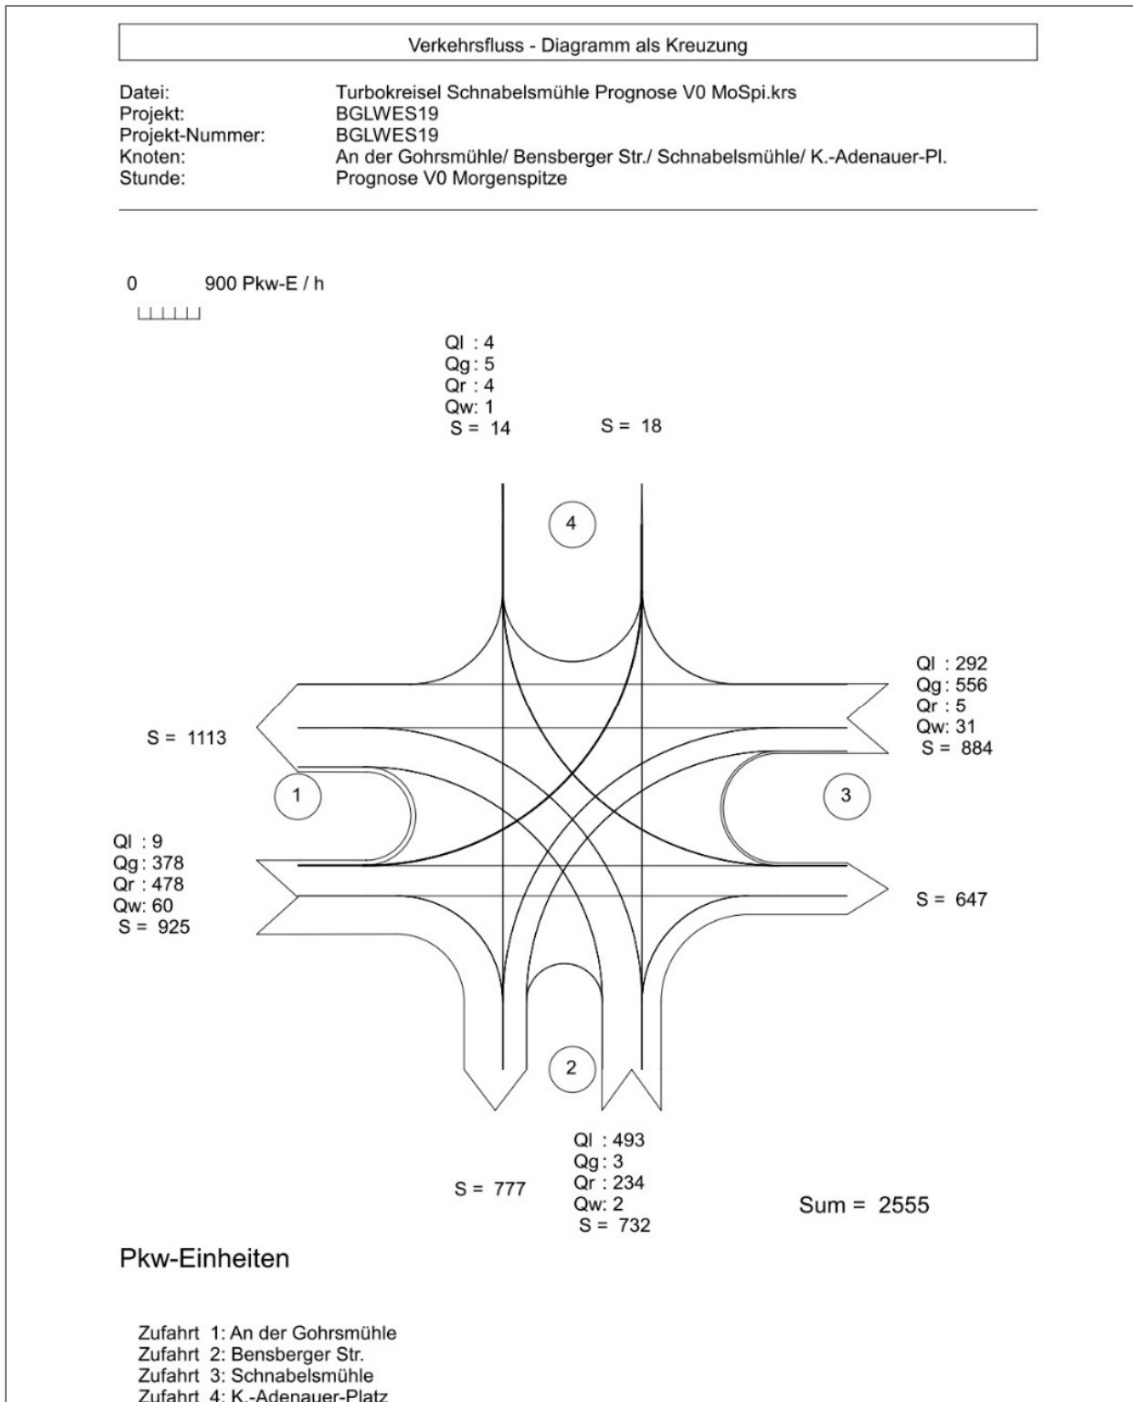 Verkehrsfluss - Diagramm als Kreuzung
Datei: Turbokreisel Schnabelsmühle Prognose V0 MoSpi.krs
Projekt: BGLWES19
Projekt-Nummer: BGLWES19
Knoten: An der Gohrsmühle/ Bensberger Str./ Schnabelsmühle/ K.-Adenauer-Pl.
Stunde: Prognose V0 Morgenspitze
0 900 Pkw-E / h
Ql : 4
Qg : 5
Qr : 4
Qw: 1
S = 14
S = 18
4
Ql : 292
Qg : 556
Qr : 5
Qw: 31
S = 884
S = 1113
1
3
Ql : 9
Qg : 378
Qr : 478
Qw: 60
S = 925
S = 647
2
Ql : 493
Qg : 3
Qr : 234
Qw: 2
S = 732
S = 777
Sum = 2555
Pkw-Einheiten
Zufahrt 1: An der Gohrsmühle
Zufahrt 2: Bensberger Str.
Zufahrt 3: Schnabelsmühle
Zufahrt 4: K.-Adenauer-Platz